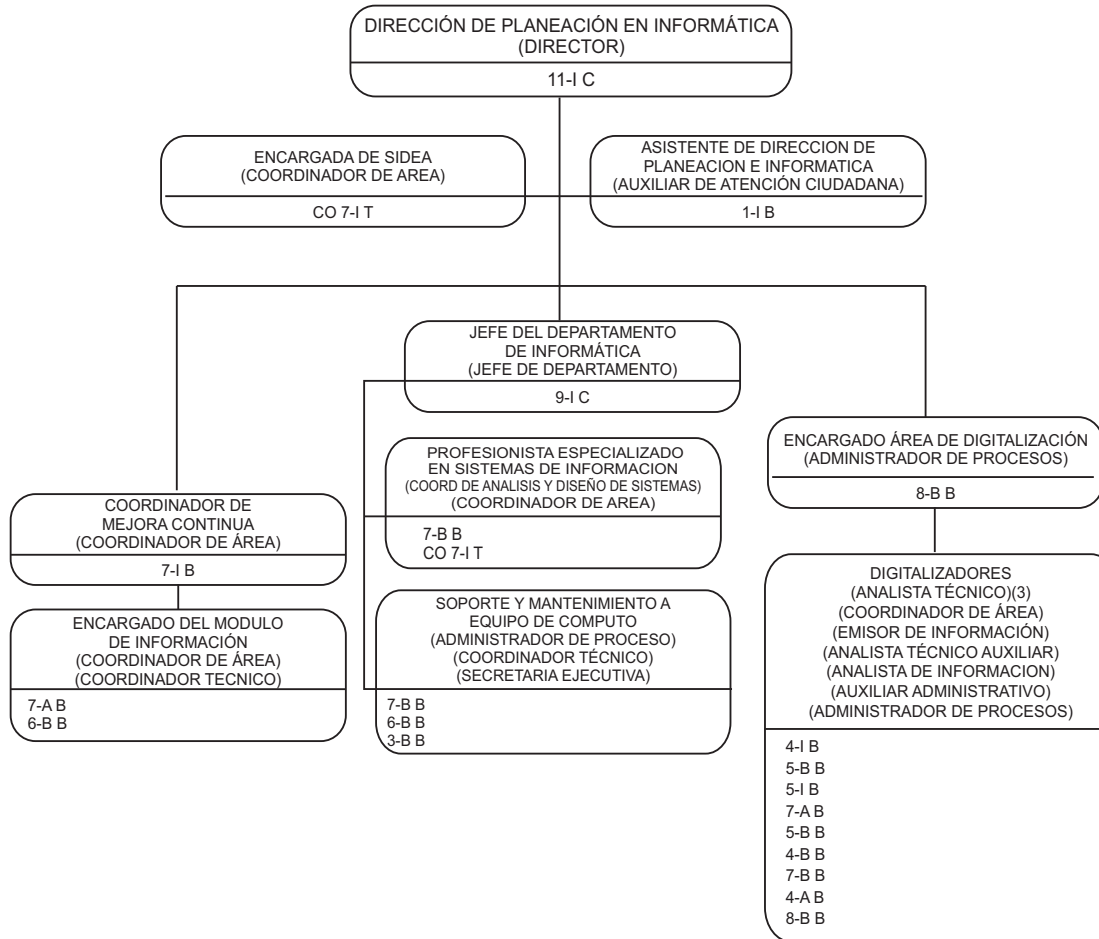 DIRECCIÓN DE PLANEACIÓN EN INFORMÁTICA
(DIRECTOR)
11-I C
ENCARGADA DE SIDEA
(COORDINADOR DE AREA)
CO 7-I T
ASISTENTE DE DIRECCION DE
PLANEACION E INFORMATICA
(AUXILIAR DE ATENCIÓN CIUDADANA)
1-I B
JEFE DEL DEPARTAMENTO
DE INFORMÁTICA
(JEFE DE DEPARTAMENTO)
9-I C
PROFESIONISTA ESPECIALIZADO
EN SISTEMAS DE INFORMACION
(COORD DE ANALISIS Y DISEÑO DE SISTEMAS)
(COORDINADOR DE AREA)
7-B B
CO 7-I T
SOPORTE Y MANTENIMIENTO A
EQUIPO DE COMPUTO
(ADMINISTRADOR DE PROCESO)
(COORDINADOR TÉCNICO)
(SECRETARIA EJECUTIVA)
7-B B
6-B B
3-B B
COORDINADOR DE
MEJORA CONTINUA
(COORDINADOR DE ÁREA)
7-I B
ENCARGADO DEL MODULO
DE INFORMACIÓN
(COORDINADOR DE ÁREA)
(COORDINADOR TECNICO)
7-A B
6-B B
ENCARGADO ÁREA DE DIGITALIZACIÓN
(ADMINISTRADOR DE PROCESOS)
8-B B
DIGITALIZADORES
(ANALISTA TÉCNICO)(3)
(COORDINADOR DE ÁREA)
(EMISOR DE INFORMACIÓN)
(ANALISTA TÉCNICO AUXILIAR)
(ANALISTA DE INFORMACION)
(AUXILIAR ADMINISTRATIVO)
(ADMINISTRADOR DE PROCESOS)
4-I B
5-B B
5-I B
7-A B
5-B B
4-B B
7-B B
4-A B
8-B B